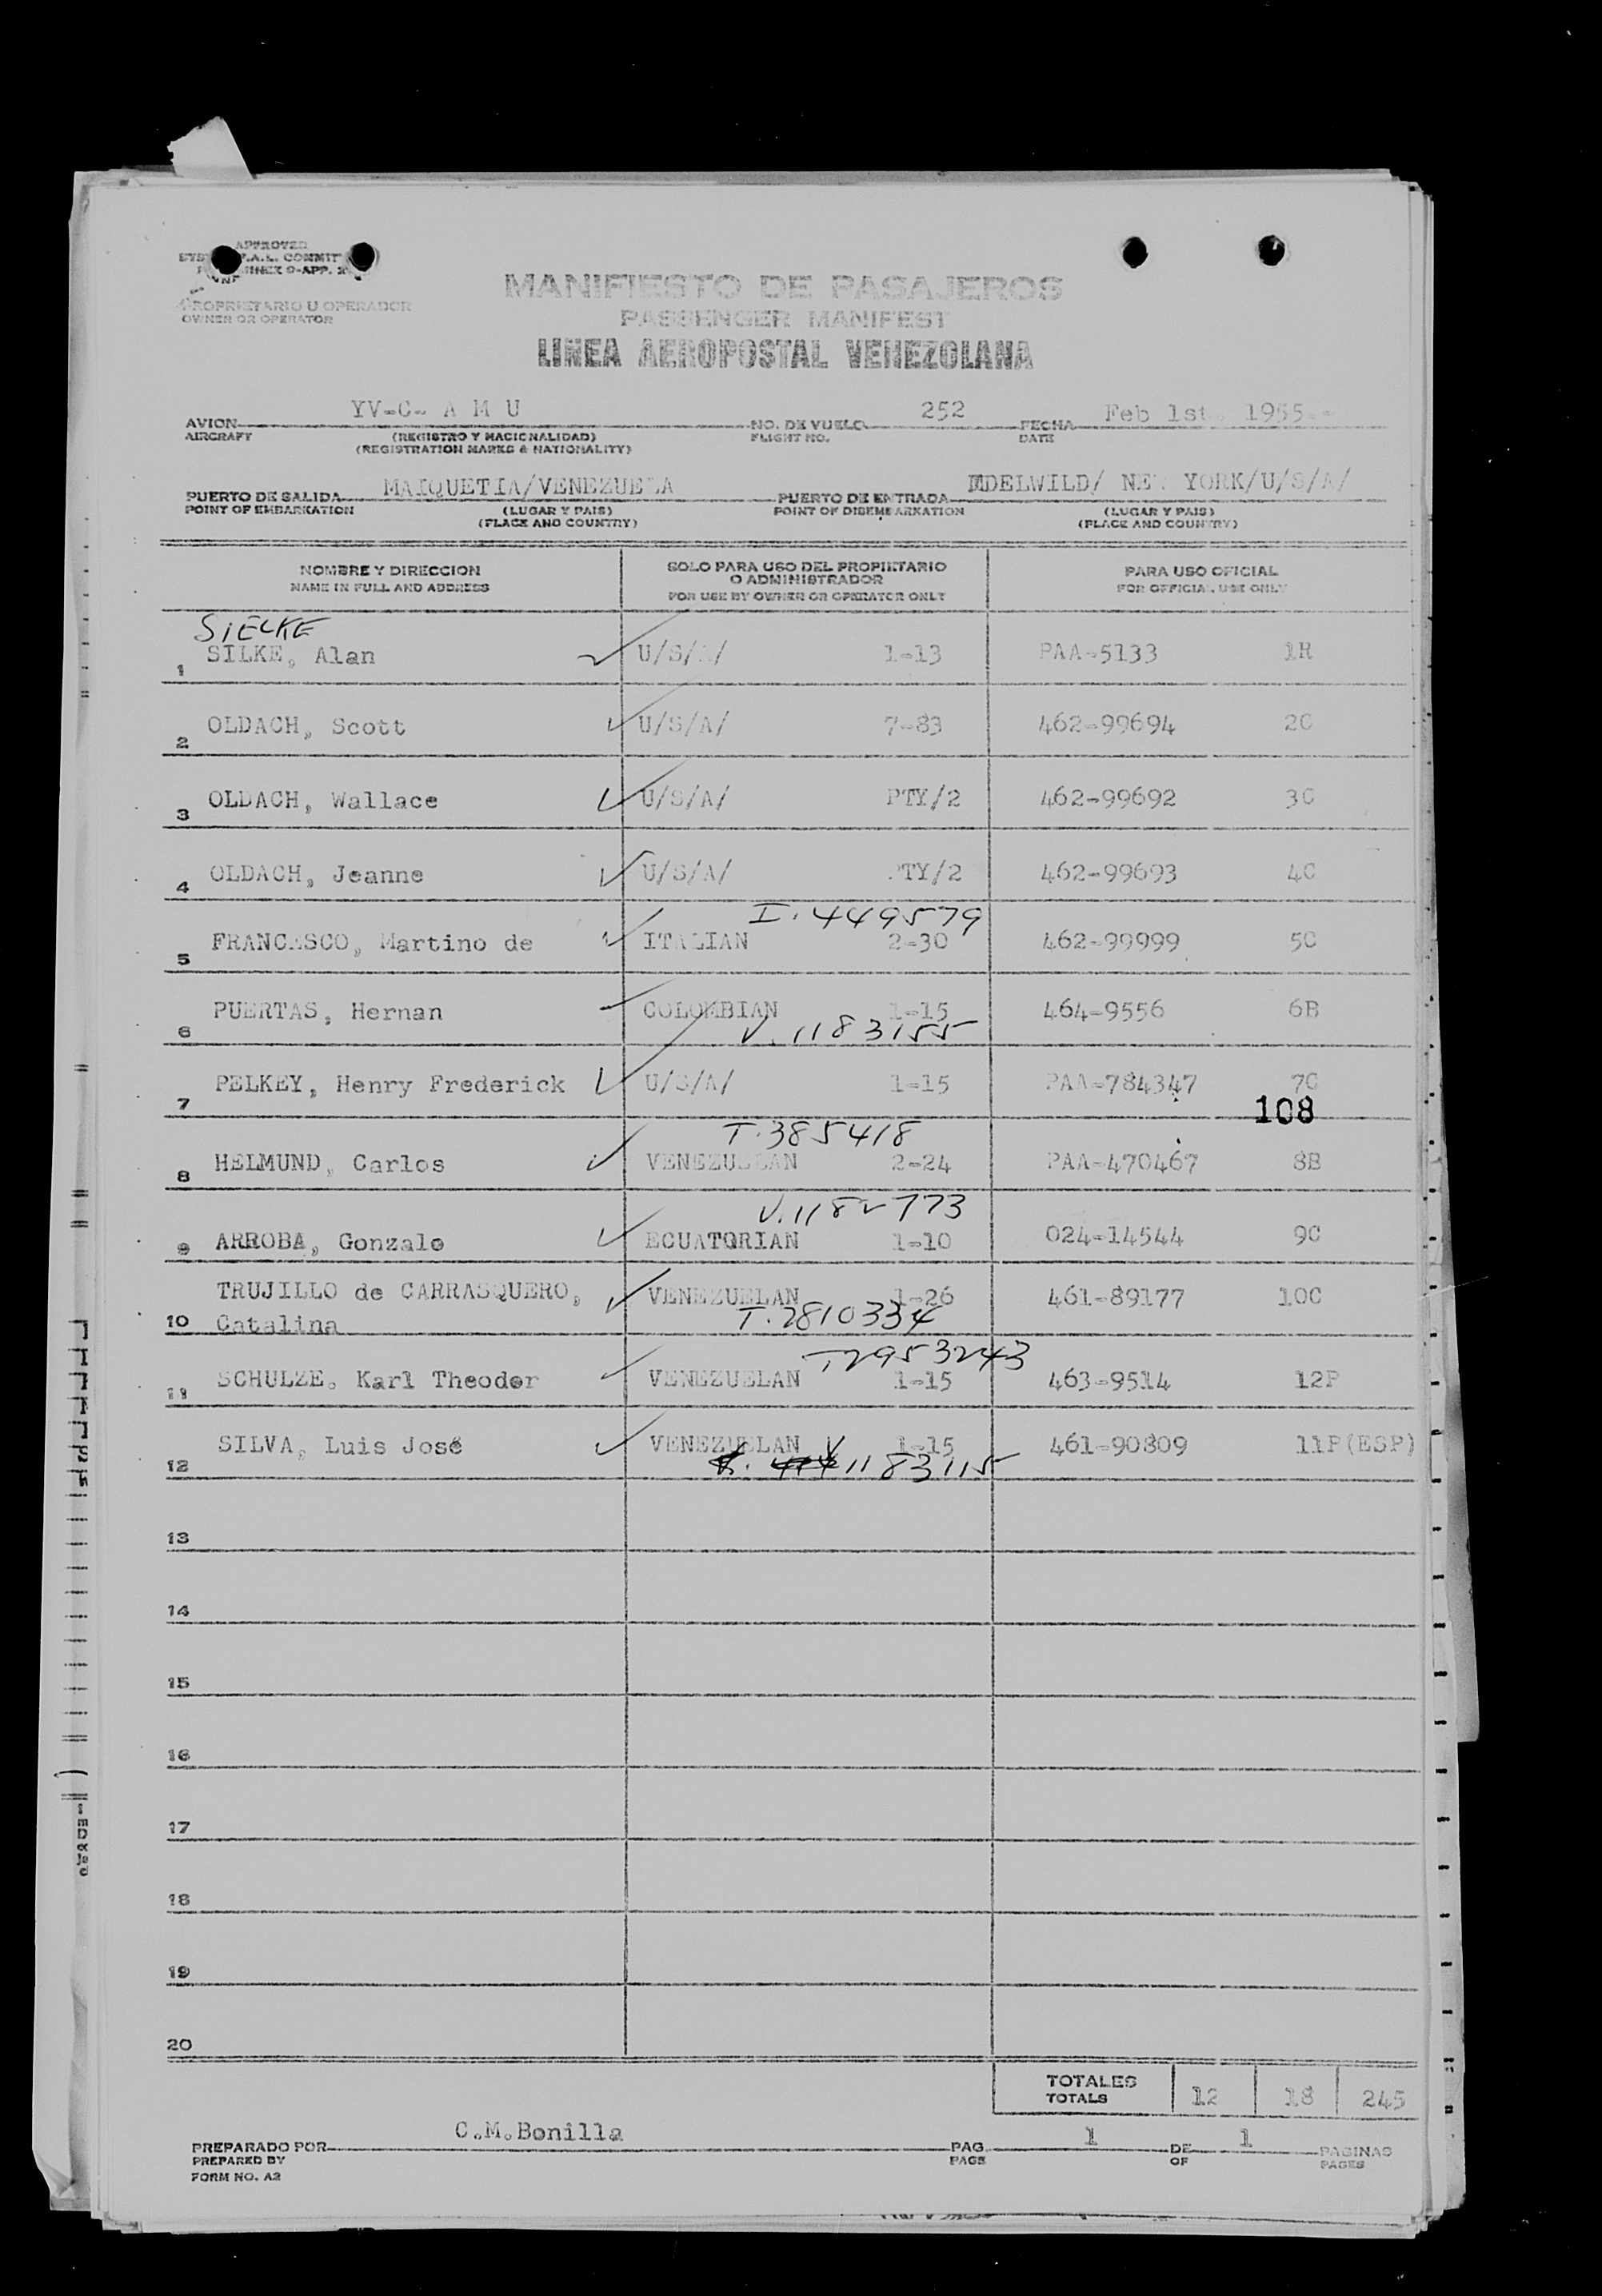 APPROVED
MANIFIESTO DE PASAJEROS
PROPRIETARIO U OPERADOR
OWNER OR OPERATOR
PASSENGER MANIFEST
LINEA AEROPOSTAL VENEZOLANA
AVION YV-C- A M U NO. DE VUELO 252 FECHA Feb 1st. 1955.-
AIRCRAFT (REGISTRO Y NACIONALIDAD) FLIGHT NO. DATE
(REGISTRATION MARKS & NATIONALITY)
PUERTO DE SALIDA MAIQUETIA/VENEZUELA PUERTO DE ENTRADA IDELWILD/ NEW YORK/U/S/A/
POINT OF EMBARKATION (LUGAR Y PAIS) POINT OF DISEMBARKATION (LUGAR Y PAIS)
(PLACE AND COUNTRY) (PLACE AND COUNTRY)
NOMBRE Y DIRECCION SOLO PARA USO DEL PROPIETARIO PARA USO OFICIAL
O ADMINISTRADOR
NAME IN FULL AND ADDRESS FOR USE BY OWNER OR OPERATOR ONLY FOR OFFICIAL USE ONLY
SIELKE
1 SILKE, Alan U/S/A/ 1-13 PAA-5133 1R
2 OLDACH, Scott U/S/A/ 7-83 462-99694 2C
3 OLDACH, Wallace U/S/A/ PTY/2 462-99692 3C
4 OLDACH, Jeanne U/S/A/ PTY/2 462-99693 4C
I. 449579
5 FRANCESCO, Martino de ITALIAN 2-30 462-99999 5C
6 PUERTAS, Hernan COLOMBIAN 1-15 464-9556 6B
V. 1183155
7 PELKEY, Henry Frederick U/S/A/ 1-15 PAA-784347 7C
108
T. 385418
8 HELMUND, Carlos VENEZUELAN 2-24 PAA-470467 8B
V. 1182773
9 ARROBA, Gonzalo ECUATORIAN 1-10 024-14544 9C
TRUJILLO de CARRASQUERO, VENEZUELAN 1-26 461-89177 10C
10 Catalina T. 2810334
T2953243
11 SCHULZE. Karl Theodor VENEZUELAN 1-15 463-9514 12P
SILVA, Luis José VENEZUELAN 1-15 461-90809 11P(ESP)
12 V 1183115
13
14
15
16
17
18
19
20
TOTALES
TOTALS 12 18 245
PREPARADO POR C.M.Bonilla PAG. 1 DE 1 PAGINAS
PREPARED BY PAGE OF PAGES
FORM NO. A2